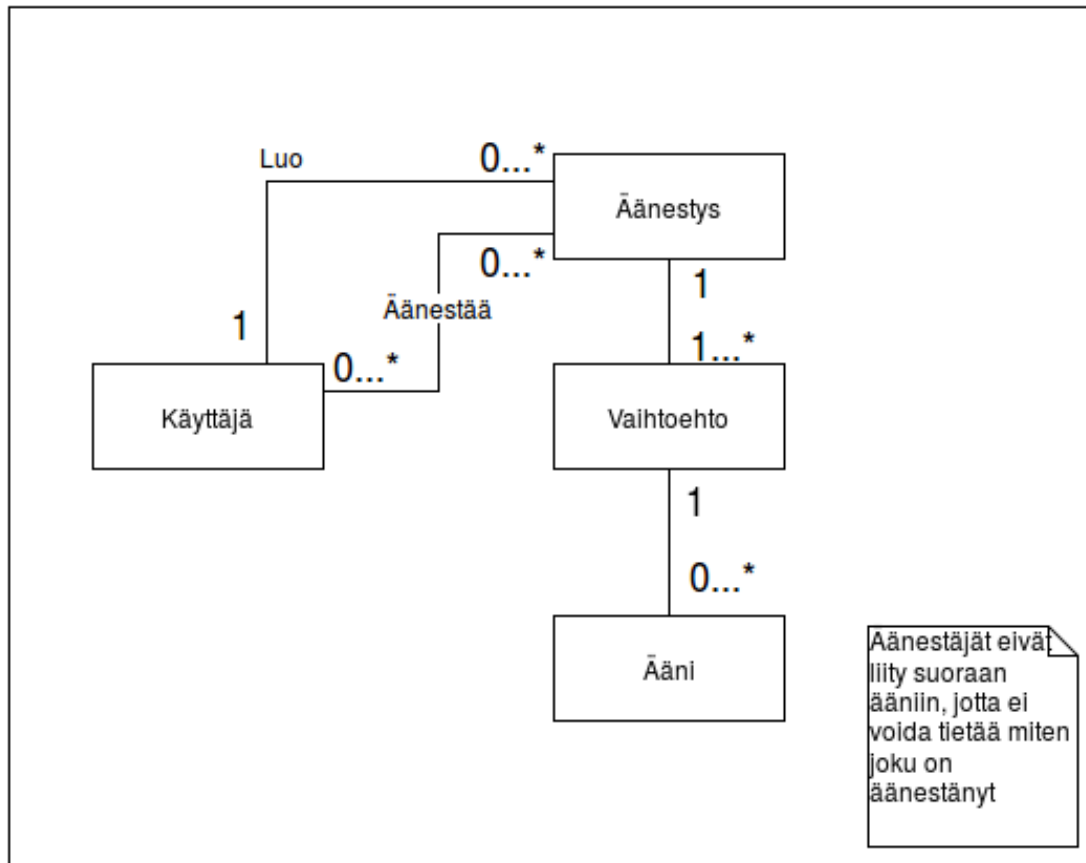 Luo
0...*
Äänestys
0...*
1
Äänestää
1
1...*
0...*
Käyttäjä
Vaihtoehto
1
0...*
Ääni
Äänestäjät eivät
liity suoraan
ääniin, jotta ei
voida tietää miten
joku on
äänestänyt